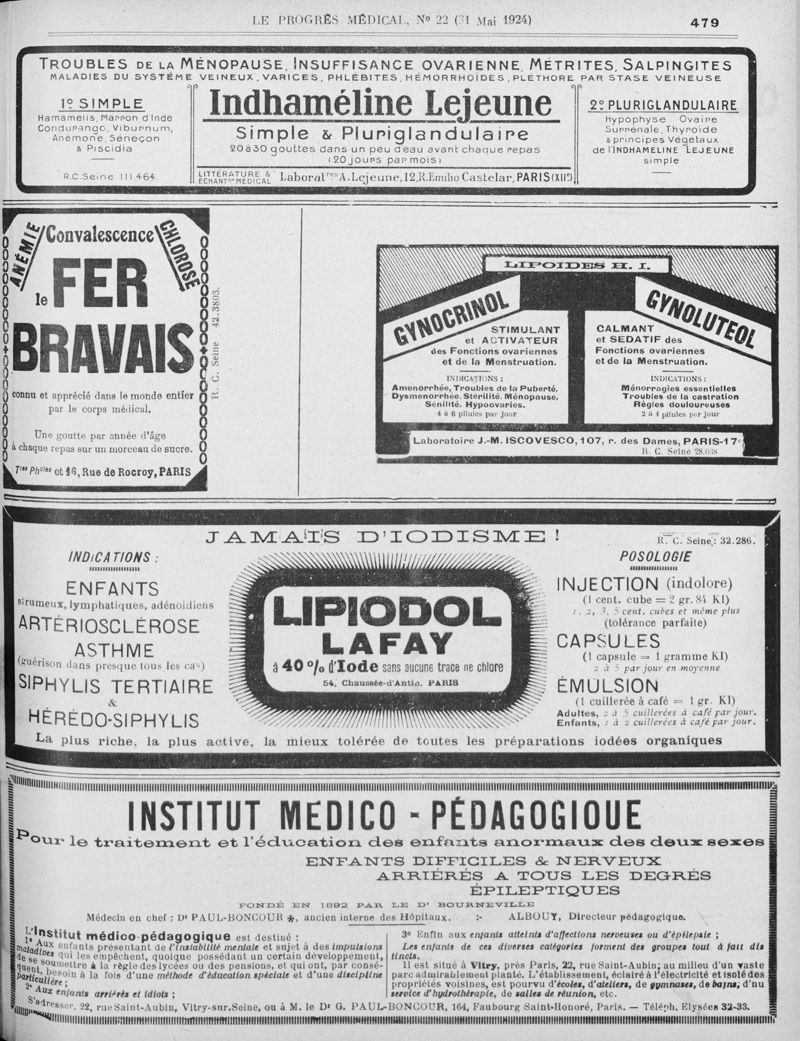 LE PROGRÈS MÉDICAL, No 22 (31 Mai 1924)
479
TROUBLES DE LA MÉNOPAUSE, INSUFFISANCE OVARIENNE, MÉTRITES, SALPINGITES
MALADIES DU SYSTÈME VEINEUX, VARICES, PHLÉBITES, HÉMORRHOÏDES, PLÉTHORE PAR STASE VEINEUSE
1º SIMPLE
Hamamelis, Marron d'Inde
Condurango, Viburnum,
Anémone, Sèneçon
& Piscidia
R.C.Seine 111.464.
Indhaméline Lejeune
Simple & Pluriglandulaire
20 à 30 gouttes dans un peu d'eau avant chaque repas
(20 jours par mois)
LITTÉRATURE &
ÉCHANTons MÉDICAL
Laboratres A. Lejeune, 12, R. Emilio Castelar, PARIS (XIIe)
2º PLURIGLANDULAIRE
Hypophyse Ovaire
Surrénale, Thyroïde
& principes Végetaux
de l'INDHAMÉLINE LEJEUNE
simple
ANÉMIE
Convalescence
CHLOROSE
le FER
BRAVAIS
connu et apprécié dans le monde entier
par le corps médical.
Une goutte par année d'âge
à chaque repas sur un morceau de sucre.
Tes Phcies et 16, Rue de Rocroy, PARIS
R. C. Seine 42.3803.
LIPOIDES H. I.
GYNOCRINOL
STIMULANT
et ACTIVATEUR
des Fonctions ovariennes
et de la Menstruation.
INDICATIONS :
Amenorrhée, Troubles de la Puberté,
Dysmenorrhée, Stérilité, Ménopause,
Sénilité, Hypoovaries.
4 à 6 pilules par jour
GYNOLUTEOL
CALMANT
et SEDATIF des
Fonctions ovariennes
et de la Menstruation.
INDICATIONS :
Ménorragies essentielles
Troubles de la castration
Règles douloureuses
2 à 4 pilules par jour
Laboratoire J.-M. ISCOVESCO, 107, r. des Dames, PARIS-17e
R. C. Seine 28.038
JAMAIS D'IODISME !
R. C. Seine : 32.286.
INDICATIONS :
ENFANTS
strumeux, lymphatiques, adénoïdiens
ARTÉRIOSCLÉROSE
ASTHME
(guérison dans presque tous les cas)
SIPHYLIS TERTIAIRE
&
HÉRÉDO-SIPHYLIS
LIPIODOL
LAFAY
à 40 % d'Iode sans aucune trace de chlore
54, Chaussée-d'Antin, PARIS
POSOLOGIE
INJECTION (indolore)
(1 cent. cube = 2 gr. 84 KI)
1, 2, 3, 5 cent. cubes et même plus
(tolérance parfaite)
CAPSULES
(1 capsule = 1 gramme KI)
2 à 5 par jour en moyenne
ÉMULSION
(1 cuillerée à café = 1 gr. KI)
Adultes, 2 à 5 cuillerées à café par jour.
Enfants, 1 à 2 cuillerées à café par jour.
La plus riche, la plus active, la mieux tolérée de toutes les préparations iodées organiques
INSTITUT MÉDICO - PÉDAGOGIQUE
Pour le traitement et l'éducation des enfants anormaux des deux sexes
ENFANTS DIFFICILES & NERVEUX
ARRIÉRÉS A TOUS LES DEGRÉS
ÉPILEPTIQUES
FONDÉ EN 1892 PAR LE Dr BOURNEVILLE
Médecin en chef : Dr PAUL-BONCOUR *, ancien interne des Hôpitaux. :- ALBOUY, Directeur pédagogique.
L'Institut médico-pédagogique est destiné :
1º Aux enfants présentant de l'instabilité mentale et sujet à des impulsions
maladives qui les empêchent, quoique possédant un certain développement,
de se soumettre à la règle des lycées ou des pensions, et qui ont, par consé-
quent, besoin à la fois d'une méthode d'éducation spéciale et d'une discipline
particulière ;
2º Aux enfants arriérés et idiots ;
3º Enfin aux enfants atteints d'affections nerveuses ou d'épilepsie ;
Les enfants de ces diverses catégories forment des groupes tout à fait dis
tincts.
Il est situé à Vitry, près Paris, 22, rue Saint-Aubin, au milieu d'un vaste
parc admirablement planté. L'établissement, éclairé à l'électricité et isolé des
propriétés voisines, est pourvu d'écoles, d'ateliers, de gymnases, de bains, d'nu
service d'hydrothérapie, de salles de réunion, etc.
S'adresser, 22, rue Saint-Aubin, Vitry-sur-Seine, ou à M. le Dr G. PAUL-BONCOUR, 164, Faubourg Saint-Honoré, Paris. — Téléph. Elysées 32-33.